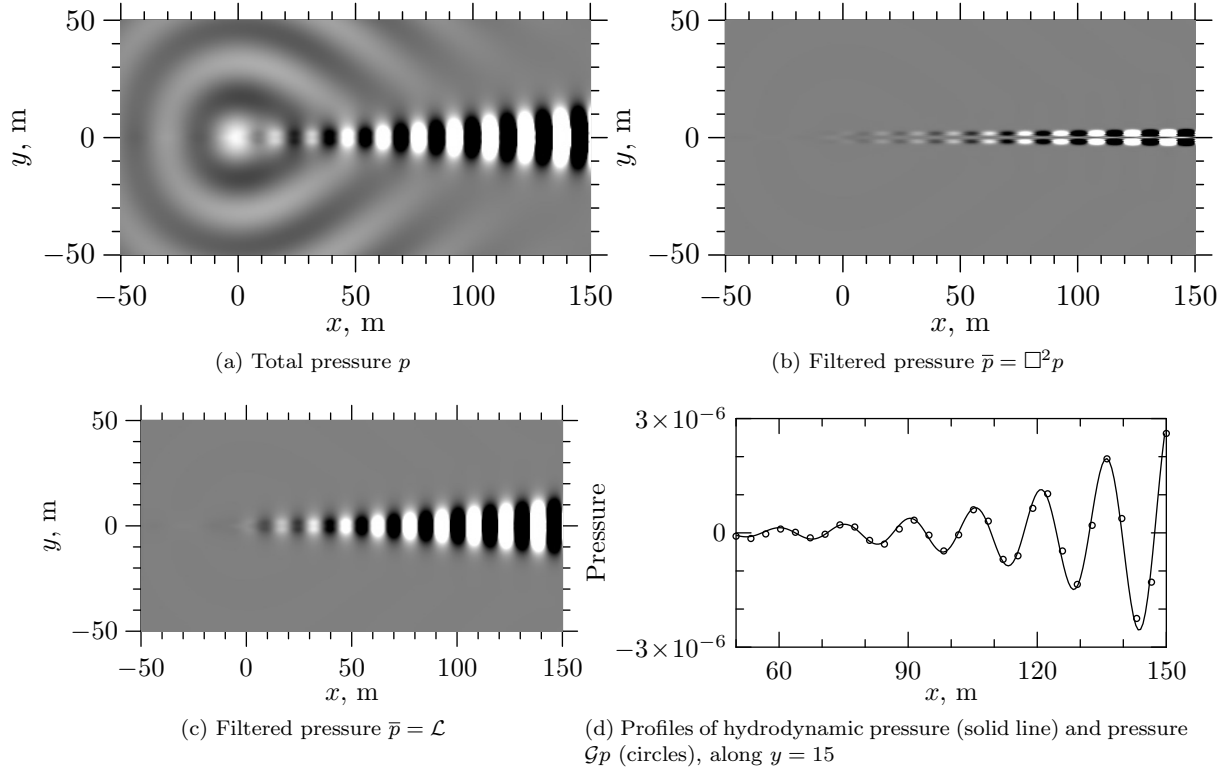 50
0
−50
y, m
−50
0
50
100
150
x, m
(a) Total pressure p
50
0
−50
y, m
−50
0
50
100
150
x, m
(b) Filtered pressure p̅ = □²p
50
0
−50
y, m
−50
0
50
100
150
x, m
(c) Filtered pressure p̅ = ℒ
3×10⁻⁶
0
−3×10⁻⁶
Pressure
60
90
120
150
x, m
(d) Profiles of hydrodynamic pressure (solid line) and pressure
𝒢p (circles), along y = 15